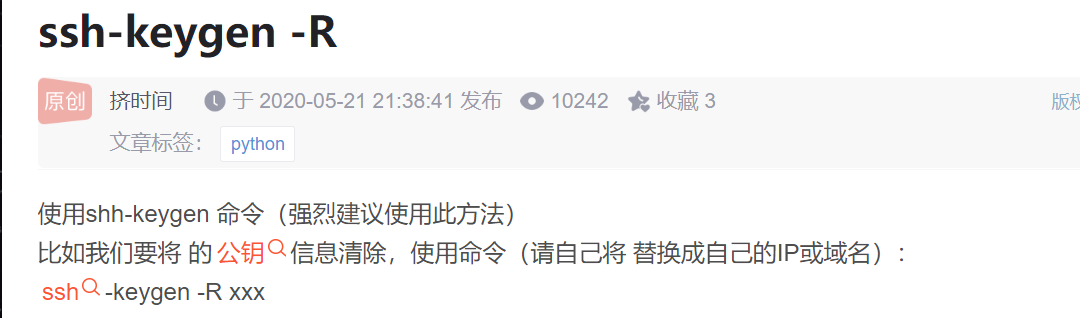 ssh-keygen -R
原创 挤时间 于 2020-05-21 21:38:41 发布 10242 收藏 3 版权
文章标签： python
使用shh-keygen 命令（强烈建议使用此方法）
比如我们要将 的 公钥 信息清除，使用命令（请自己将 替换成自己的IP或域名）：
ssh -keygen -R xxx